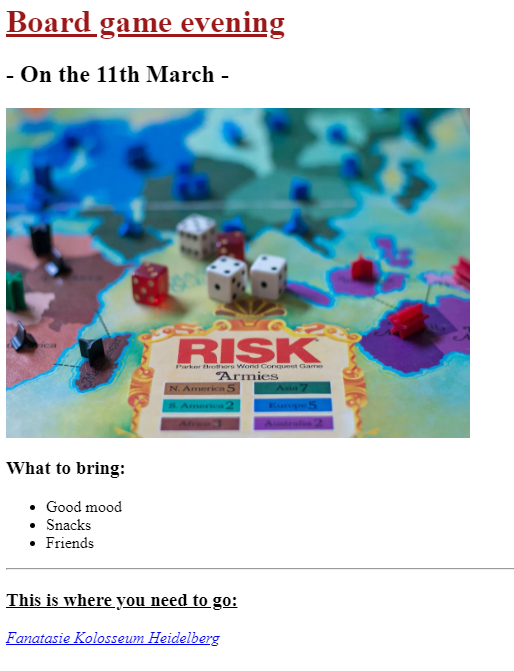 Board game evening
- On the 11th March -
RISK
Parker Brothers World Conquest Game
Armies
N. America 5 Asia 7
S. America 2 Europe 5
Africa 3 Australia 2
What to bring:
Good mood
Snacks
Friends
This is where you need to go:
Fanatasie Kolosseum Heidelberg